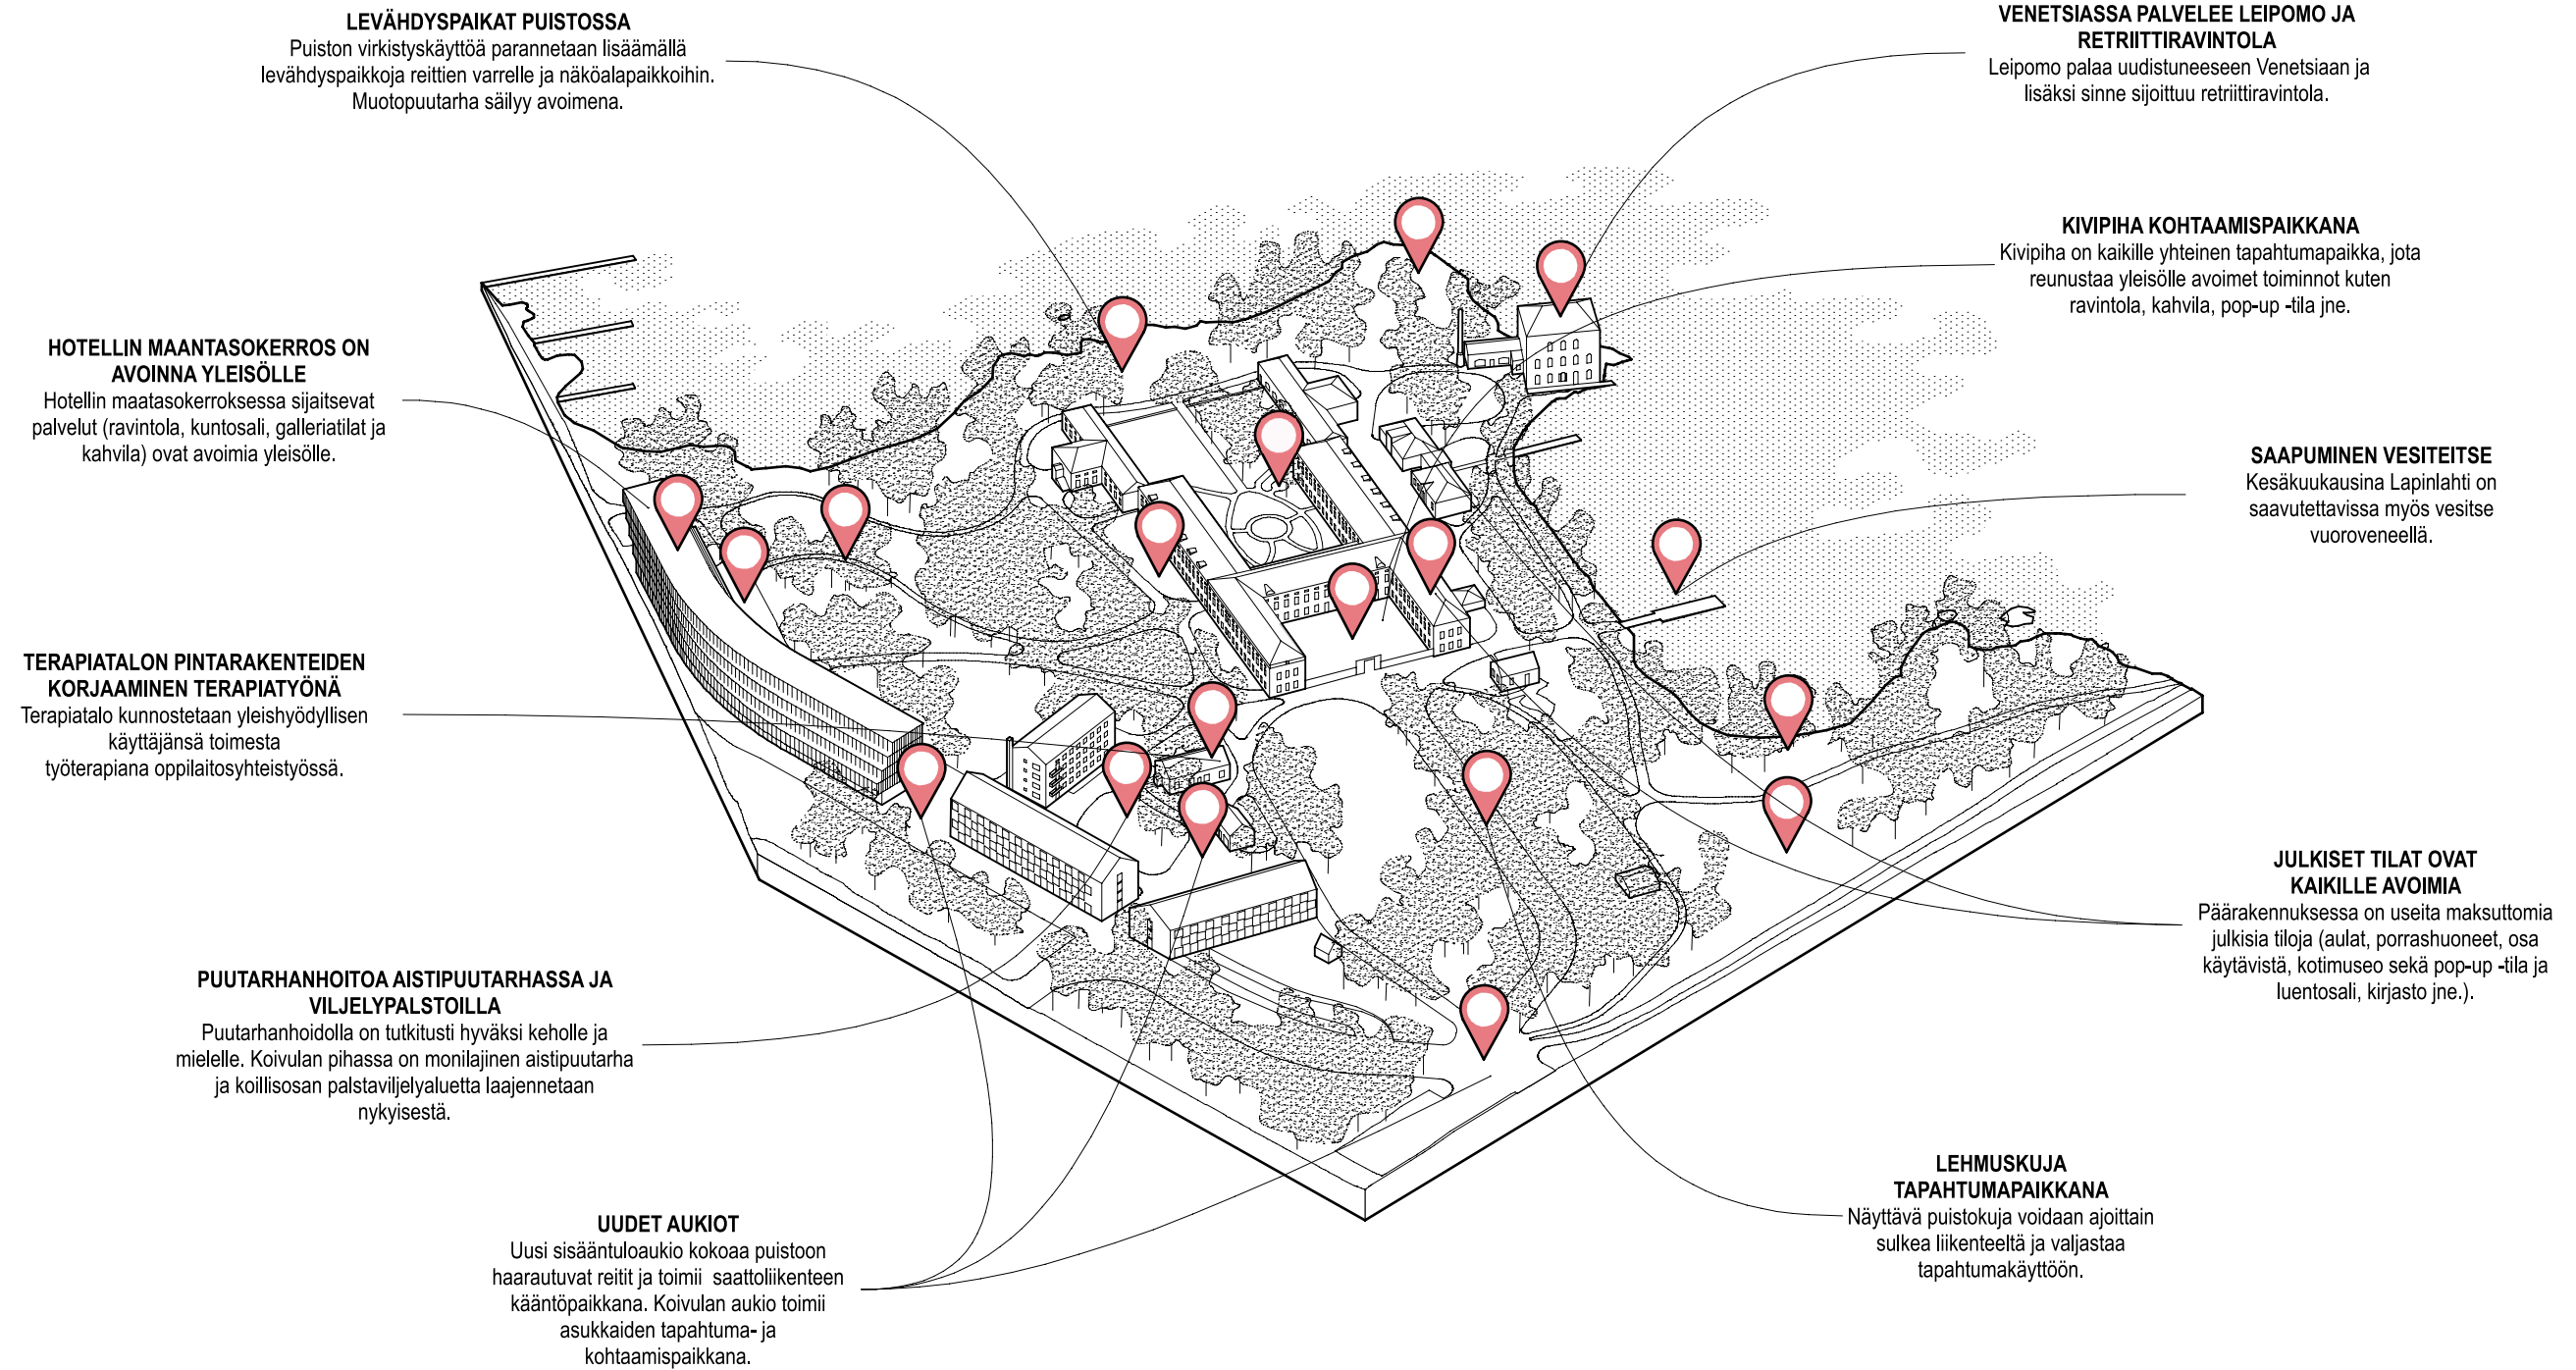 LEVÄHDYSPAIKAT PUISTOSSA
Puiston virkistyskäyttöä parannetaan lisäämällä
levähdyspaikkoja reittien varrelle ja näköalapaikkoihin.
Muotopuutarha säilyy avoimena.
VENETSIASSA PALVELEE LEIPOMO JA
RETRIITTIRAVINTOLA
Leipomo palaa uudistuneeseen Venetsiaan ja
lisäksi sinne sijoittuu retriittiravintola.
KIVIPIHA KOHTAAMISPAIKKANA
Kivipiha on kaikille yhteinen tapahtumapaikka, jota
reunustaa yleisölle avoimet toiminnot kuten
ravintola, kahvila, pop-up -tila jne.
HOTELLIN MAANTASOKERROS ON
AVOINNA YLEISÖLLE
Hotellin maatasokerroksessa sijaitsevat
palvelut (ravintola, kuntosali, galleriatilat ja
kahvila) ovat avoimia yleisölle.
SAAPUMINEN VESITEITSE
Kesäkuukausina Lapinlahti on
saavutettavissa myös vesitse
vuoroveneellä.
TERAPIATALON PINTARAKENTEIDEN
KORJAAMINEN TERAPIATYÖNÄ
Terapiatalo kunnostetaan yleishyödyllisen
käyttäjänsä toimesta
työterapiana oppilaitosyhteistyössä.
JULKISET TILAT OVAT
KAIKILLE AVOIMIA
Päärakennuksessa on useita maksuttomia
julkisia tiloja (aulat, porrashuoneet, osa
käytävistä, kotimuseo sekä pop-up -tila ja
luentosali, kirjasto jne.).
PUUTARHANHOITOA AISTIPUUTARHASSA JA
VILJELYPALSTOILLA
Puutarhanhoidolla on tutkitusti hyväksi keholle ja
mielelle. Koivulan pihassa on monilajinen aistipuutarha
ja koillisosan palstaviljelyaluetta laajennetaan
nykyisestä.
LEHMUSKUJA
TAPAHTUMAPAIKKANA
Näyttävä puistokuja voidaan ajoittain
sulkea liikenteeltä ja valjastaa
tapahtumakäyttöön.
UUDET AUKIOT
Uusi sisääntuloaukio kokoaa puistoon
haarautuvat reitit ja toimii saattoliikenteen
kääntöpaikkana. Koivulan aukio toimii
asukkaiden tapahtuma- ja
kohtaamispaikkana.